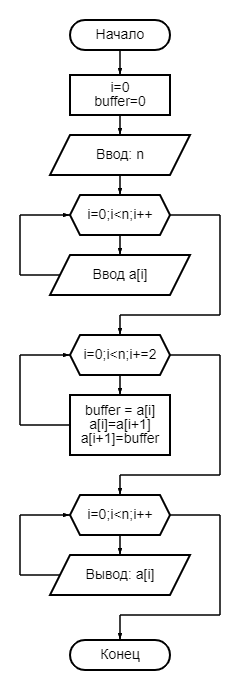 Начало
i=0
buffer=0
Ввод: n
i=0;i<n;i++
Ввод a[i]
i=0;i<n;i+=2
buffer = a[i]
a[i]=a[i+1]
a[i+1]=buffer
i=0;i<n;i++
Вывод: a[i]
Конец